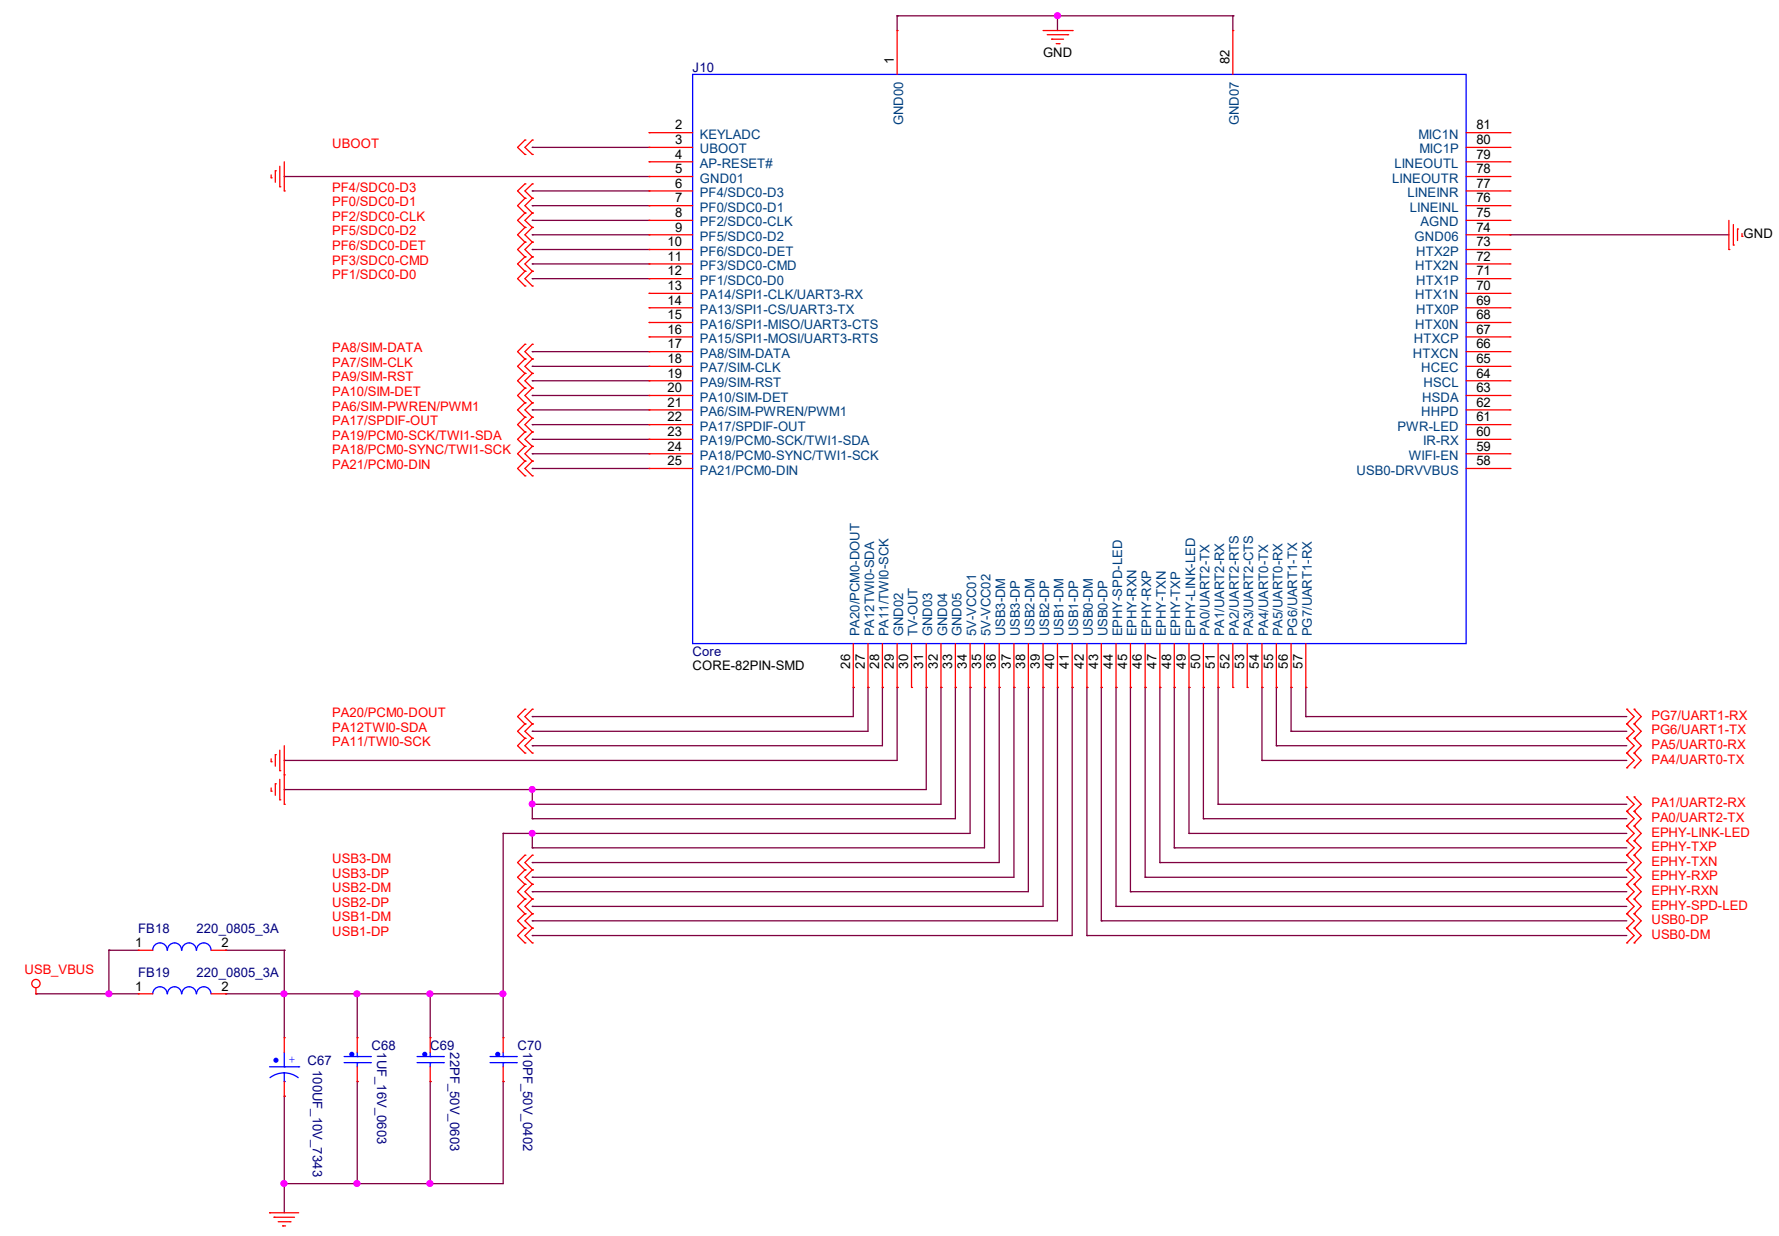 GND
1
82
J10
GND00
GND07
UBOOT
2
KEYLADC
3
UBOOT
4
AP-RESET#
5
GND01
PF4/SDC0-D3
6
PF4/SDC0-D3
PF0/SDC0-D1
7
PF0/SDC0-D1
PF2/SDC0-CLK
8
PF2/SDC0-CLK
PF5/SDC0-D2
9
PF5/SDC0-D2
PF6/SDC0-DET
10
PF6/SDC0-DET
PF3/SDC0-CMD
11
PF3/SDC0-CMD
PF1/SDC0-D0
12
PF1/SDC0-D0
13
PA14/SPI1-CLK/UART3-RX
14
PA13/SPI1-CS/UART3-TX
15
PA16/SPI1-MISO/UART3-CTS
16
PA15/SPI1-MOSI/UART3-RTS
PA8/SIM-DATA
17
PA8/SIM-DATA
PA7/SIM-CLK
18
PA7/SIM-CLK
PA9/SIM-RST
19
PA9/SIM-RST
PA10/SIM-DET
20
PA10/SIM-DET
PA6/SIM-PWREN/PWM1
21
PA6/SIM-PWREN/PWM1
PA17/SPDIF-OUT
22
PA17/SPDIF-OUT
PA19/PCM0-SCK/TWI1-SDA
23
PA19/PCM0-SCK/TWI1-SDA
PA18/PCM0-SYNC/TWI1-SCK
24
PA18/PCM0-SYNC/TWI1-SCK
PA21/PCM0-DIN
25
PA21/PCM0-DIN
MIC1N
81
MIC1P
80
LINEOUTL
79
LINEOUTR
78
LINEINR
77
LINEINL
76
AGND
75
GND06
74
GND
HTX2P
73
HTX2N
72
HTX1P
71
HTX1N
70
HTX0P
69
HTX0N
68
HTXCP
67
HTXCN
66
HCEC
65
HSCL
64
HSDA
63
HHPD
62
PWR-LED
61
IR-RX
60
WIFI-EN
59
USB0-DRVVBUS
58
PA20/PCM0-DOUT
PA12TWI0-SDA
PA11/TWI0-SCK
GND02
TV-OUT
GND03
GND04
GND05
5V-VCC01
5V-VCC02
USB3-DM
USB3-DP
USB2-DM
USB2-DP
USB1-DM
USB1-DP
USB0-DM
USB0-DP
EPHY-SPD-LED
EPHY-RXN
EPHY-RXP
EPHY-TXN
EPHY-TXP
EPHY-LINK-LED
PA0/UART2-TX
PA1/UART2-RX
PA2/UART2-RTS
PA3/UART2-CTS
PA4/UART0-TX
PA5/UART0-RX
PG6/UART1-TX
PG7/UART1-RX
Core
CORE-82PIN-SMD
26
27
28
29
30
31
32
33
34
35
36
37
38
39
40
41
42
43
44
45
46
47
48
49
50
51
52
53
54
55
56
57
PA20/PCM0-DOUT
PA12TWI0-SDA
PA11/TWI0-SCK
PG7/UART1-RX
PG6/UART1-TX
PA5/UART0-RX
PA4/UART0-TX
PA1/UART2-RX
PA0/UART2-TX
EPHY-LINK-LED
EPHY-TXP
EPHY-TXN
EPHY-RXP
EPHY-RXN
EPHY-SPD-LED
USB0-DP
USB0-DM
USB3-DM
USB3-DP
USB2-DM
USB2-DP
USB1-DM
USB1-DP
FB18
220_0805_3A
1
2
USB_VBUS
FB19
220_0805_3A
1
2
+
C67
100UF_10V_7343
C68
1UF_16V_0603
C69
22PF_50V_0603
C70
10PF_50V_0402